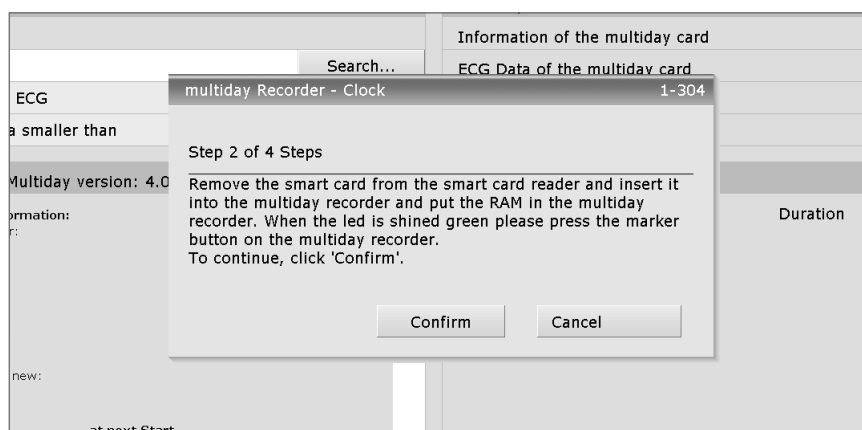 Information of the multiday card
Search...
ECG Data of the multiday card
ECG
multiday Recorder - Clock 1-304
a smaller than
Step 2 of 4 Steps
Multiday version: 4.0
Remove the smart card from the smart card reader and insert it
into the multiday recorder and put the RAM in the multiday
recorder. When the led is shined green please press the marker
button on the multiday recorder.
To continue, click 'Confirm'.
ormation:
r:
Duration
Confirm Cancel
new:
at next Start